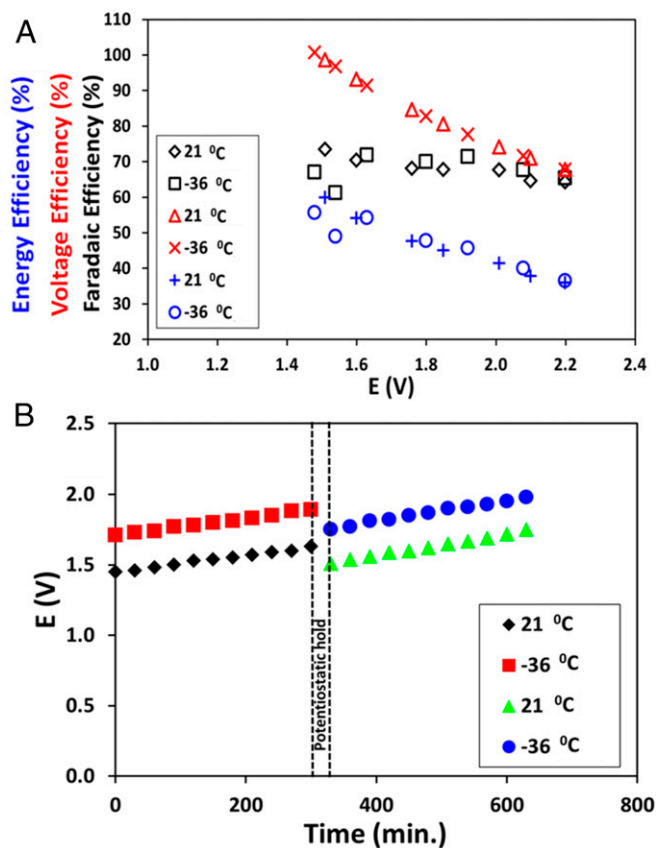 A
Energy Efficiency (%)
Voltage Efficiency (%)
Faradaic Efficiency (%)
110
100
90
80
70
60
50
40
30
20
21 ⁰C
-36 ⁰C
21 ⁰C
-36 ⁰C
21 ⁰C
-36 ⁰C
1.0 1.2 1.4 1.6 1.8 2.0 2.2 2.4
E (V)
B
2.5
2.0
1.5
1.0
0.5
0.0
E (V)
Potentiostatic hold
21 ⁰C
-36 ⁰C
21 ⁰C
-36 ⁰C
0 200 400 600 800
Time (min.)